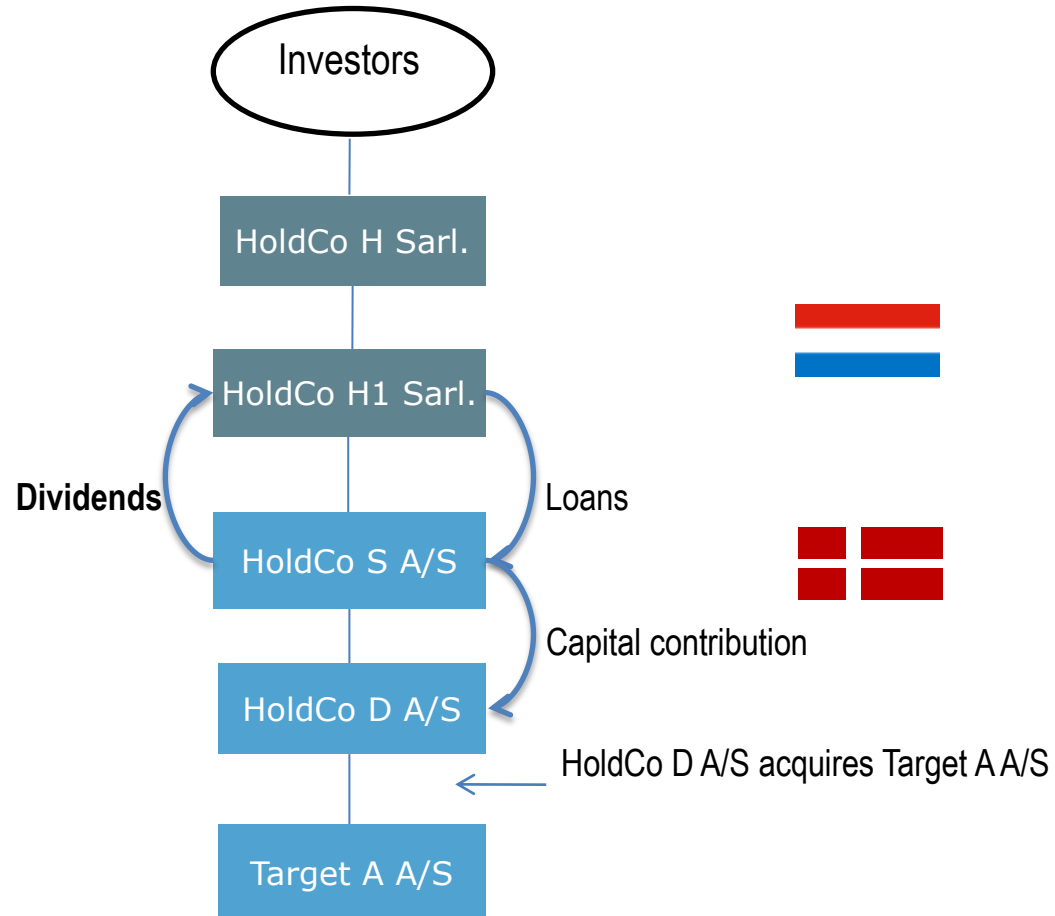 Investors
HoldCo H Sarl.
HoldCo H1 Sarl.
Dividends
Loans
HoldCo S A/S
Capital contribution
HoldCo D A/S
HoldCo D A/S acquires Target A A/S
Target A A/S